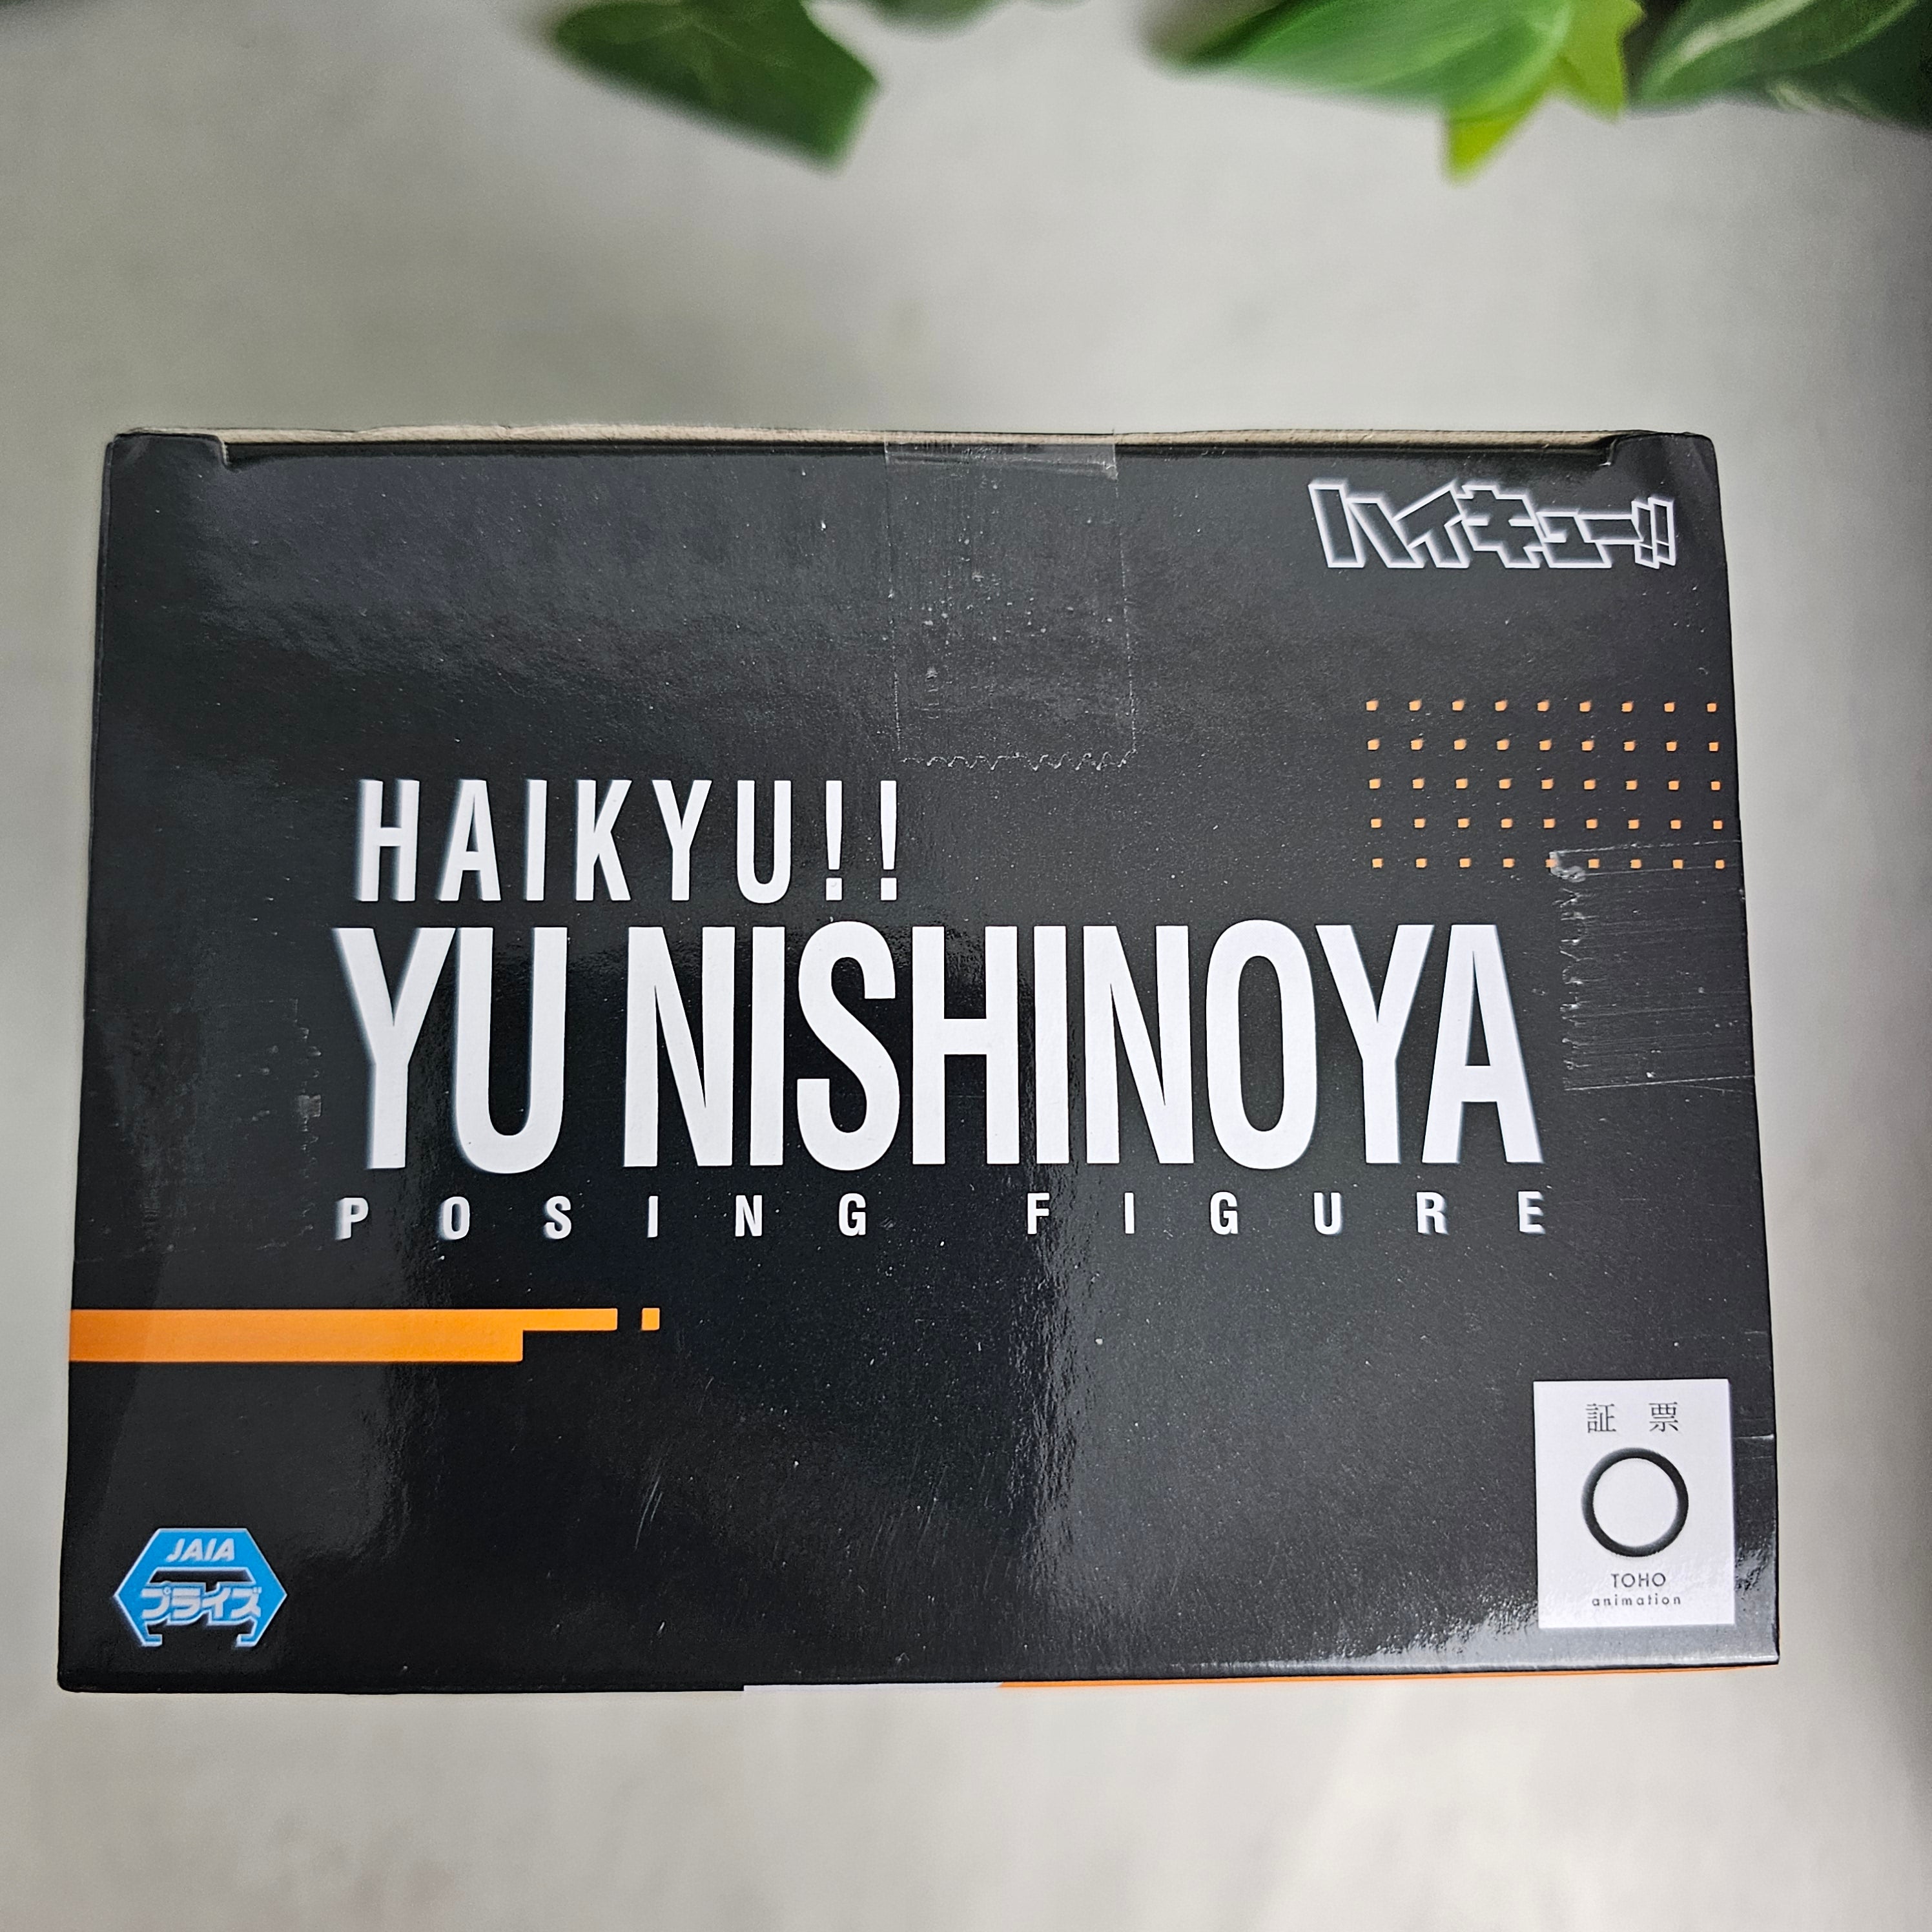 ハイキュー!!
HAIKYU!!
YU NISHINOYA
POSING FIGURE
証票
TOHO
animation
JAIA
プライズ